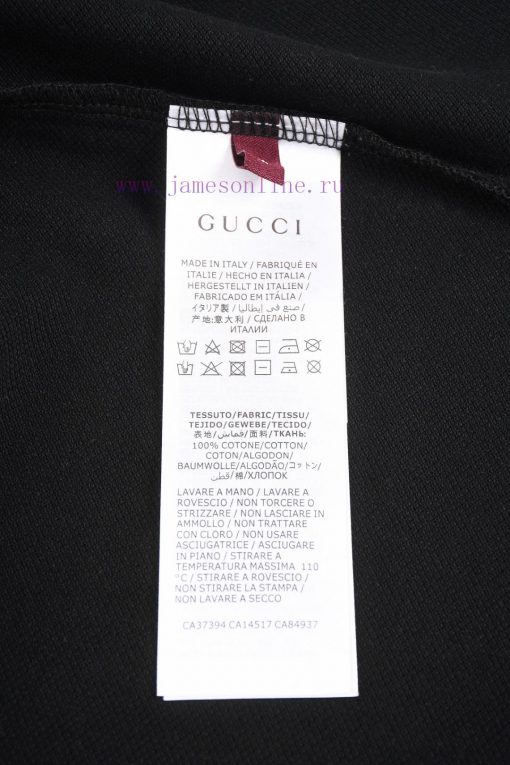 www.jamesonline.ru
GUCCI
MADE IN ITALY / FABRIQUÉ EN
ITALIE / HECHO EN ITALIA /
HERGESTELLT IN ITALIEN /
FABRICADO EM ITÁLIA /
イタリア製 / صنع في إيطاليا /
产地:意大利 / СДЕЛАНО В
ИТАЛИИ
TESSUTO/FABRIC/TISSU/
TEJIDO/GEWEBE/TECIDO/
表地/قماش/面料/ТКАНЬ:
100% COTONE/COTTON/
COTON/ALGODON/
BAUMWOLLE/ALGODÃO/コットン/
قطن/棉/ХЛОПОК
LAVARE A MANO / LAVARE A
ROVESCIO / NON TORCERE O
STRIZZARE / NON LASCIARE IN
AMMOLLO / NON TRATTARE
CON CLORO / NON USARE
ASCIUGATRICE / ASCIUGARE
IN PIANO / STIRARE A
TEMPERATURA MASSIMA 110
°C / STIRARE A ROVESCIO /
NON STIRARE LA STAMPA /
NON LAVARE A SECCO
CA37394 CA14517 CA84937